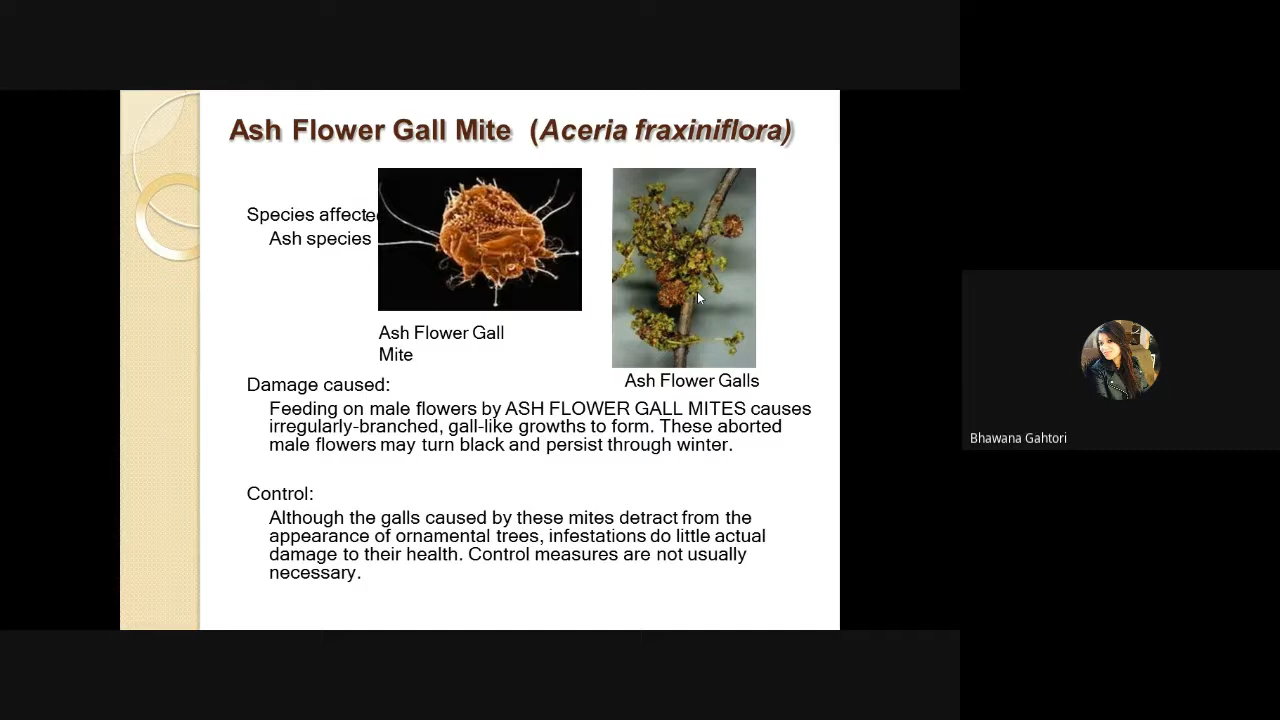 Ash Flower Gall Mite (Aceria fraxiniflora)
Species affected
Ash species
Ash Flower Gall
Mite
Ash Flower Galls
Damage caused:
Feeding on male flowers by ASH FLOWER GALL MITES causes
irregularly-branched, gall-like growths to form. These aborted
male flowers may turn black and persist through winter.
Control:
Although the galls caused by these mites detract from the
appearance of ornamental trees, infestations do little actual
damage to their health. Control measures are not usually
necessary.
Bhawana Gahtori